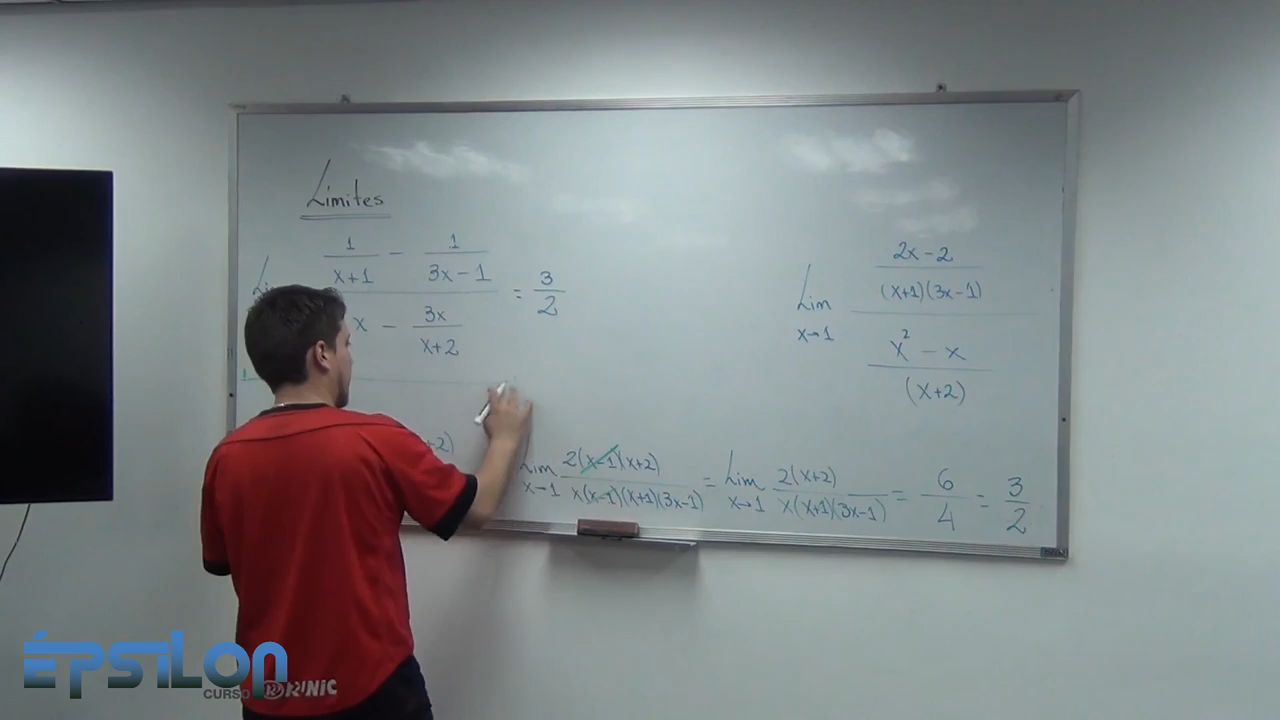 Limites
1/(x+1) − 1/(3x−1)
x − 3x/(x+2)
= 3/2
Lim x→1
2x−2
(x+1)(3x−1)
x² − x
(x+2)
+2)
Lim x→1 2(x−1)(x+2) / x(x−1)(x+1)(3x−1) = Lim x→1 2(x+2) / x(x+1)(3x−1) = 6/4 = 3/2
ÉPSILON
CURSO
RINIC